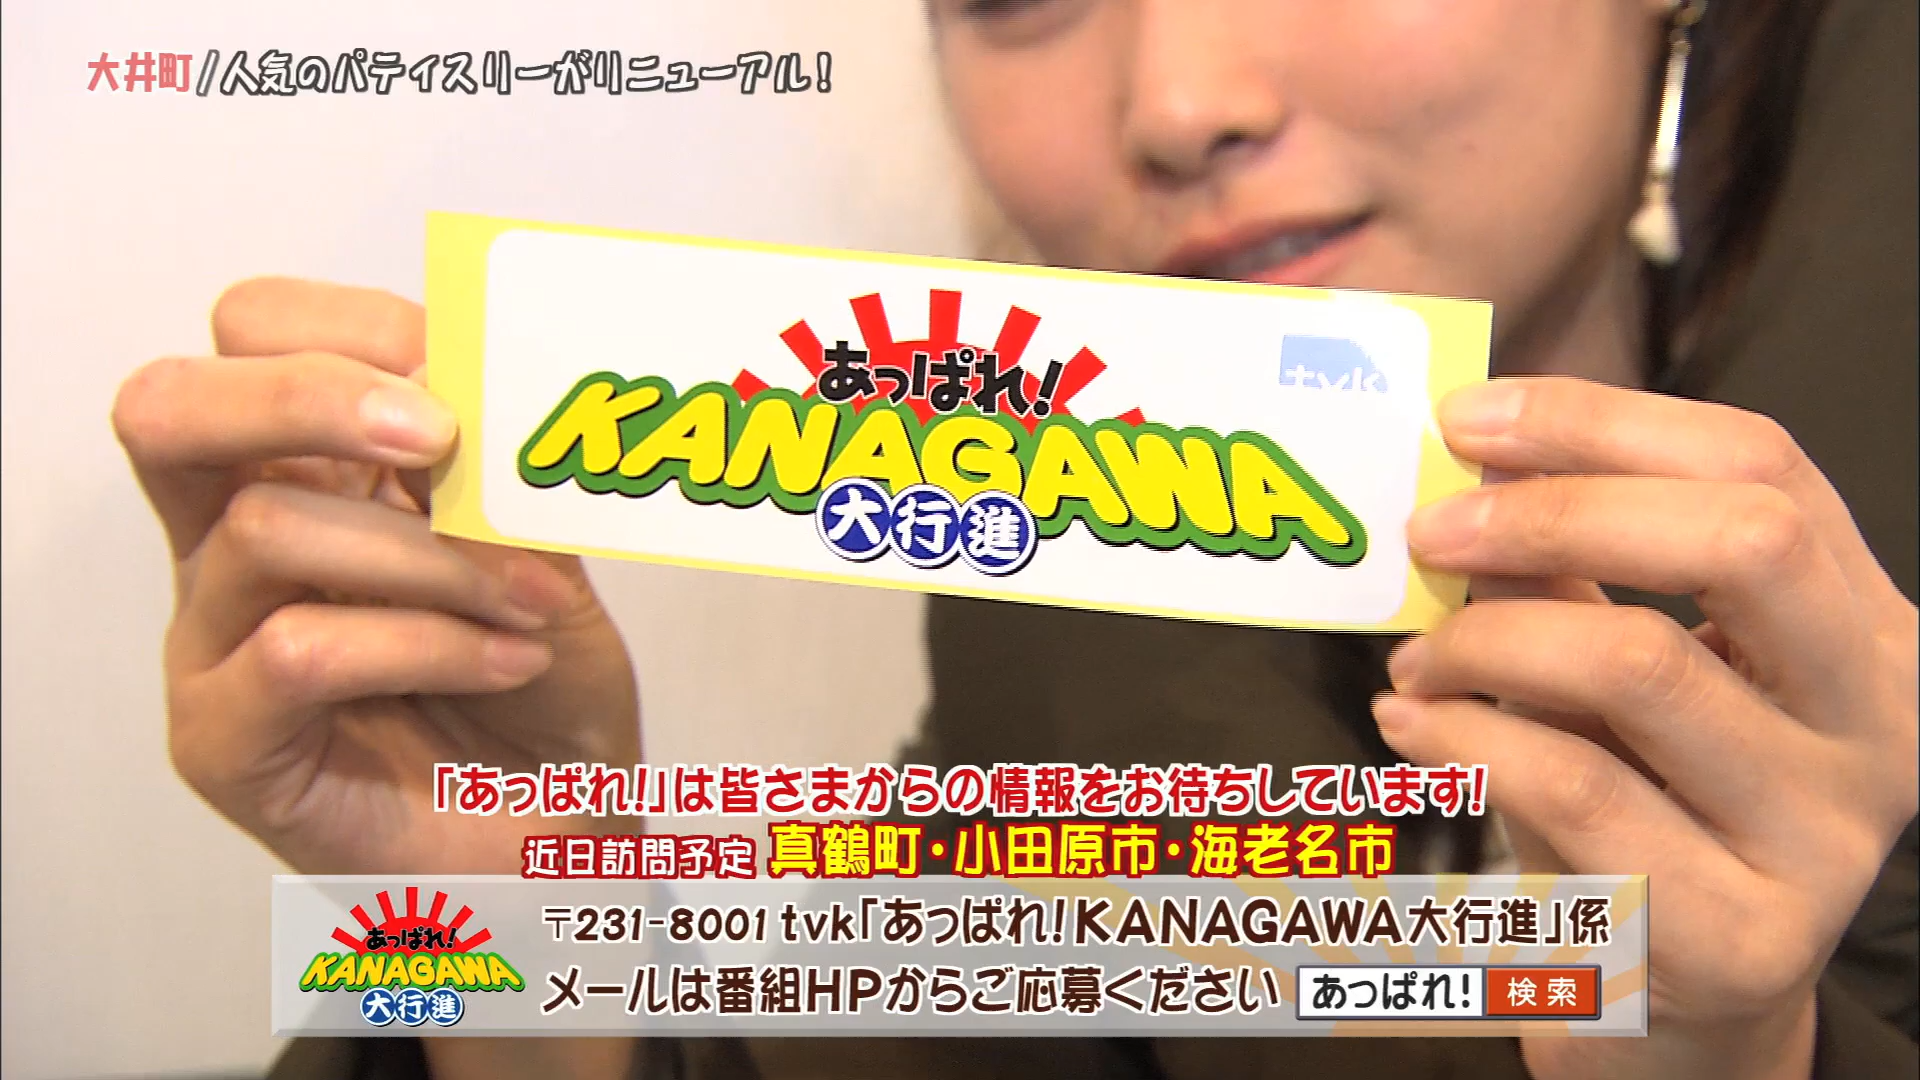 大井町/人気のパティスリーがリニューアル!
あっぱれ!
tvk
KANAGAWA
大行進
「あっぱれ!」は皆さまからの情報をお待ちしています!
近日訪問予定 真鶴町・小田原市・海老名市
あっぱれ!
KANAGAWA
大行進
〒231-8001 tvk「あっぱれ!KANAGAWA大行進」係
メールは番組HPからご応募ください あっぱれ! 検索